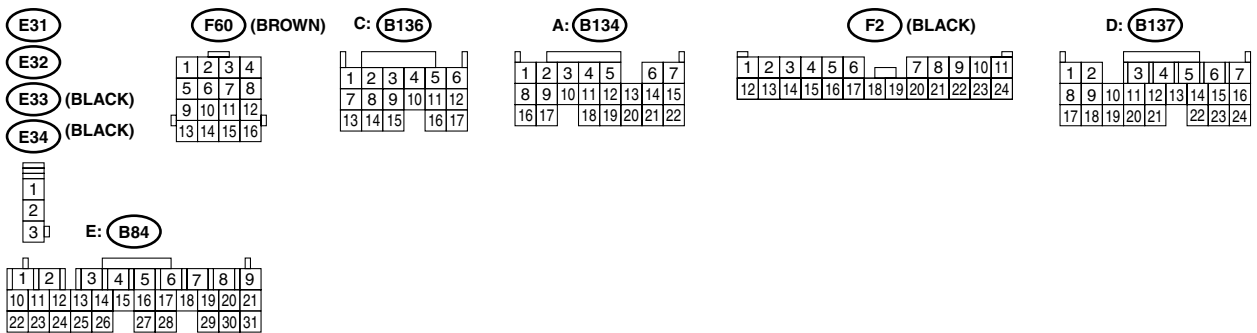 E31
E32
E33 (BLACK)
E34 (BLACK)
1
2
3
F60 (BROWN)
1 2 3 4
5 6 7 8
9 10 11 12
13 14 15 16
C: B136
1 2 3 4 5 6
7 8 9 10 11 12
13 14 15 16 17
A: B134
1 2 3 4 5 6 7
8 9 10 11 12 13 14 15
16 17 18 19 20 21 22
F2 (BLACK)
1 2 3 4 5 6 7 8 9 10 11
12 13 14 15 16 17 18 19 20 21 22 23 24
D: B137
1 2 3 4 5 6 7
8 9 10 11 12 13 14 15 16
17 18 19 20 21 22 23 24
E: B84
1 2 3 4 5 6 7 8 9
10 11 12 13 14 15 16 17 18 19 20 21
22 23 24 25 26 27 28 29 30 31